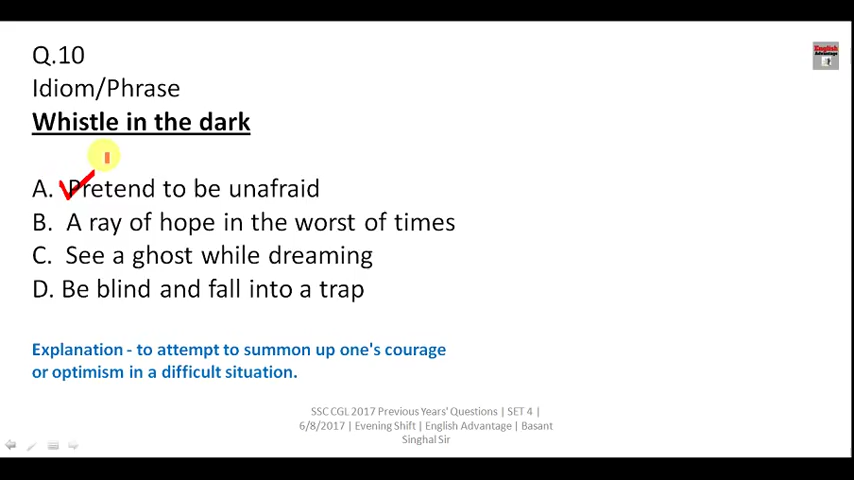 Q.10
English
Advantage
Idiom/Phrase
Whistle in the dark
A. Pretend to be unafraid
B. A ray of hope in the worst of times
C. See a ghost while dreaming
D. Be blind and fall into a trap
Explanation - to attempt to summon up one's courage
or optimism in a difficult situation.
SSC CGL 2017 Previous Years' Questions | SET 4 |
6/8/2017 | Evening Shift | English Advantage | Basant
Singhal Sir